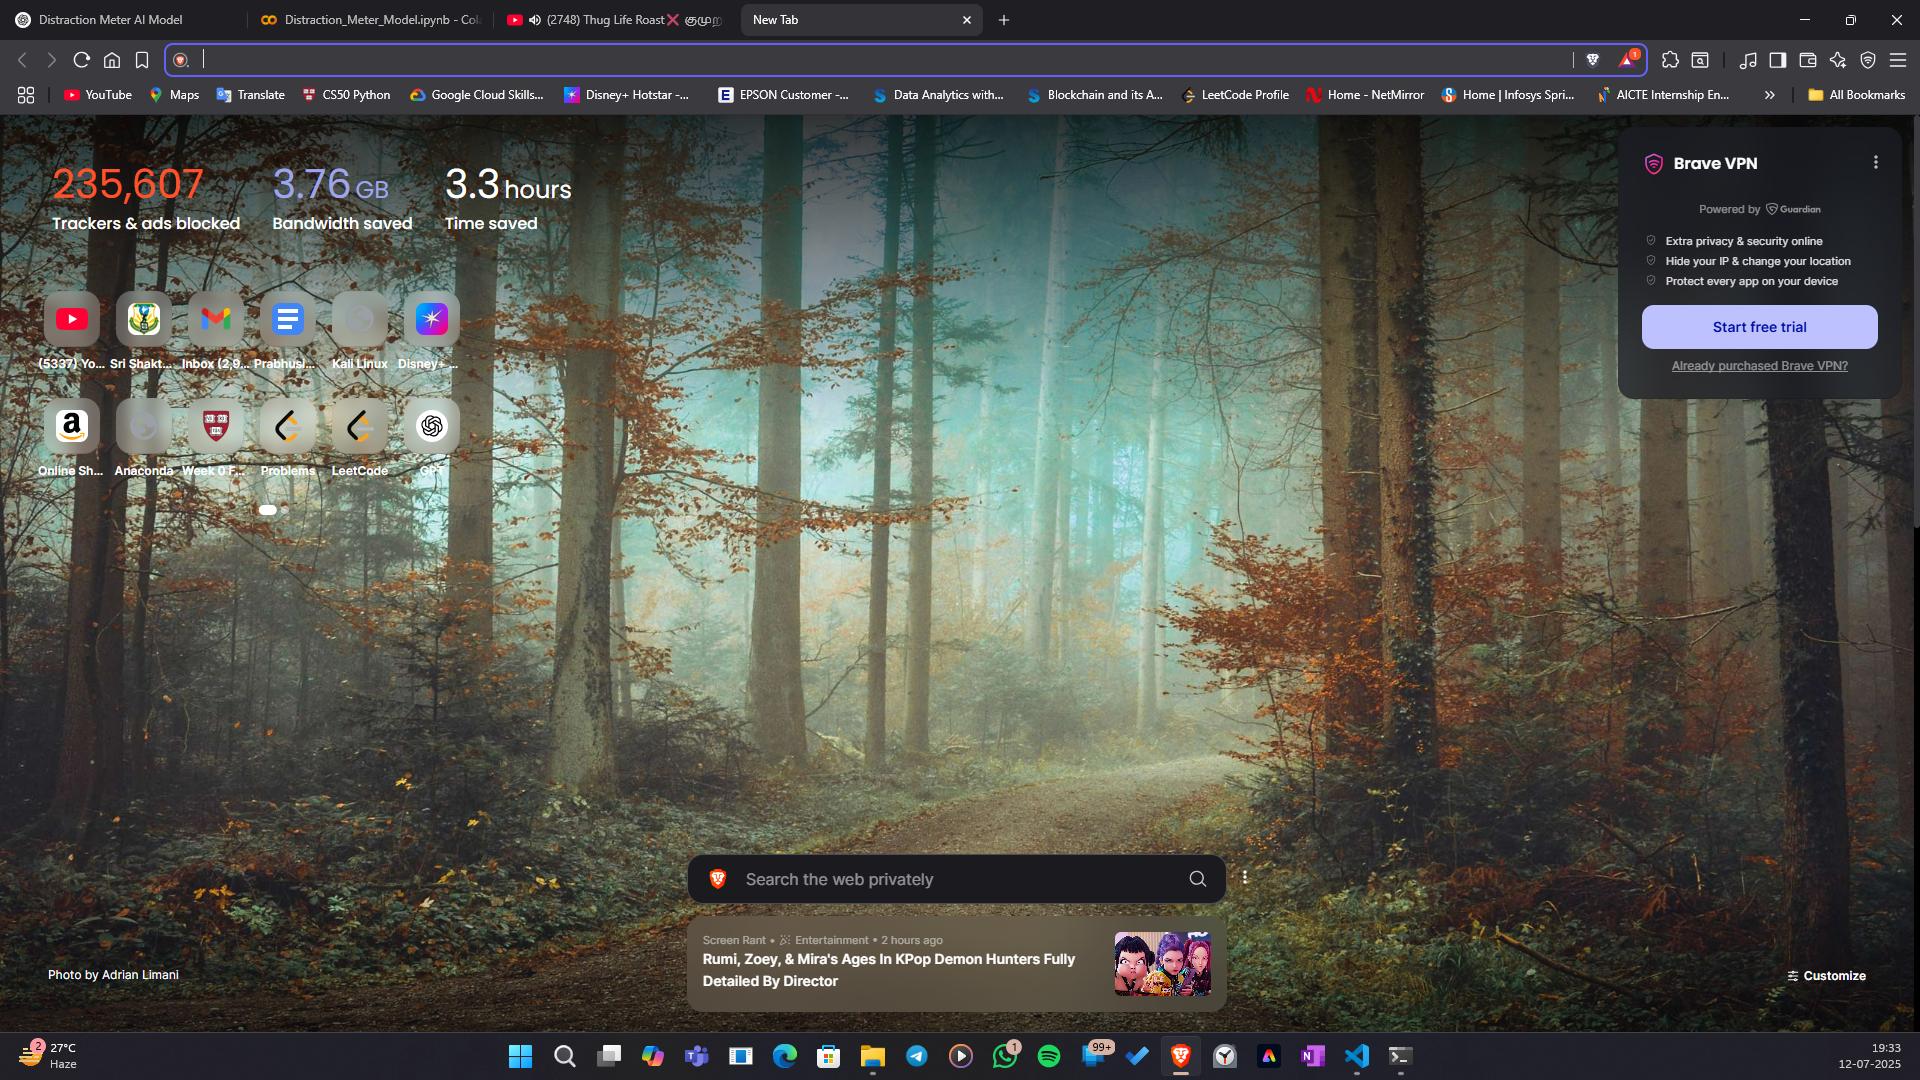 Distraction Meter AI Model
Distraction_Meter_Model.ipynb - Col
(2748) Thug Life Roast❌ குமுற
New Tab
1
YouTube
Maps
Translate
CS50 Python
Google Cloud Skills...
Disney+ Hotstar -...
EPSON Customer -...
Data Analytics with...
Blockchain and its A...
LeetCode Profile
Home - NetMirror
Home | Infosys Spri...
AICTE Internship En...
All Bookmarks
235,607
Trackers & ads blocked
3.76 GB
Bandwidth saved
3.3 hours
Time saved
Brave VPN
Powered by Guardian
Extra privacy & security online
Hide your IP & change your location
Protect every app on your device
Start free trial
Already purchased Brave VPN?
(5337) Yo...
Sri Shakt...
Inbox (2,9...
Prabhusi...
Kali Linux
Disney+ ...
Online Sh...
Anaconda
Week 0 F...
Problems
LeetCode
GPT
Search the web privately
Screen Rant • Entertainment • 2 hours ago
Rumi, Zoey, & Mira's Ages In KPop Demon Hunters Fully
Detailed By Director
Photo by Adrian Limani
Customize
2
27°C
Haze
1
99+
19:33
12-07-2025